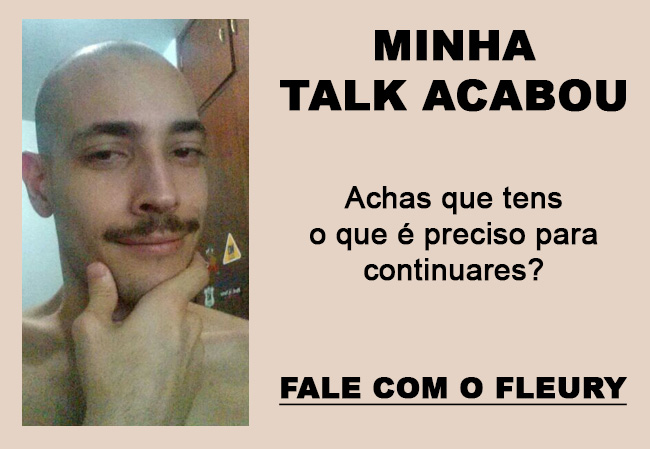 MINHA
TALK ACABOU
Achas que tens
o que é preciso para
continuares?
FALE COM O FLEURY